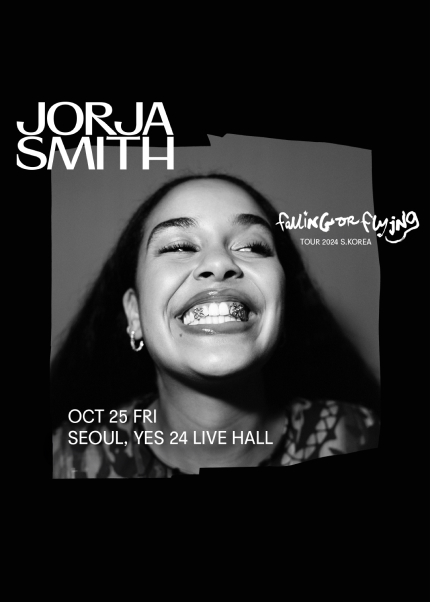 JORJA
SMITH
falling or flying
TOUR 2024 S.KOREA
OCT 25 FRI
SEOUL, YES 24 LIVE HALL